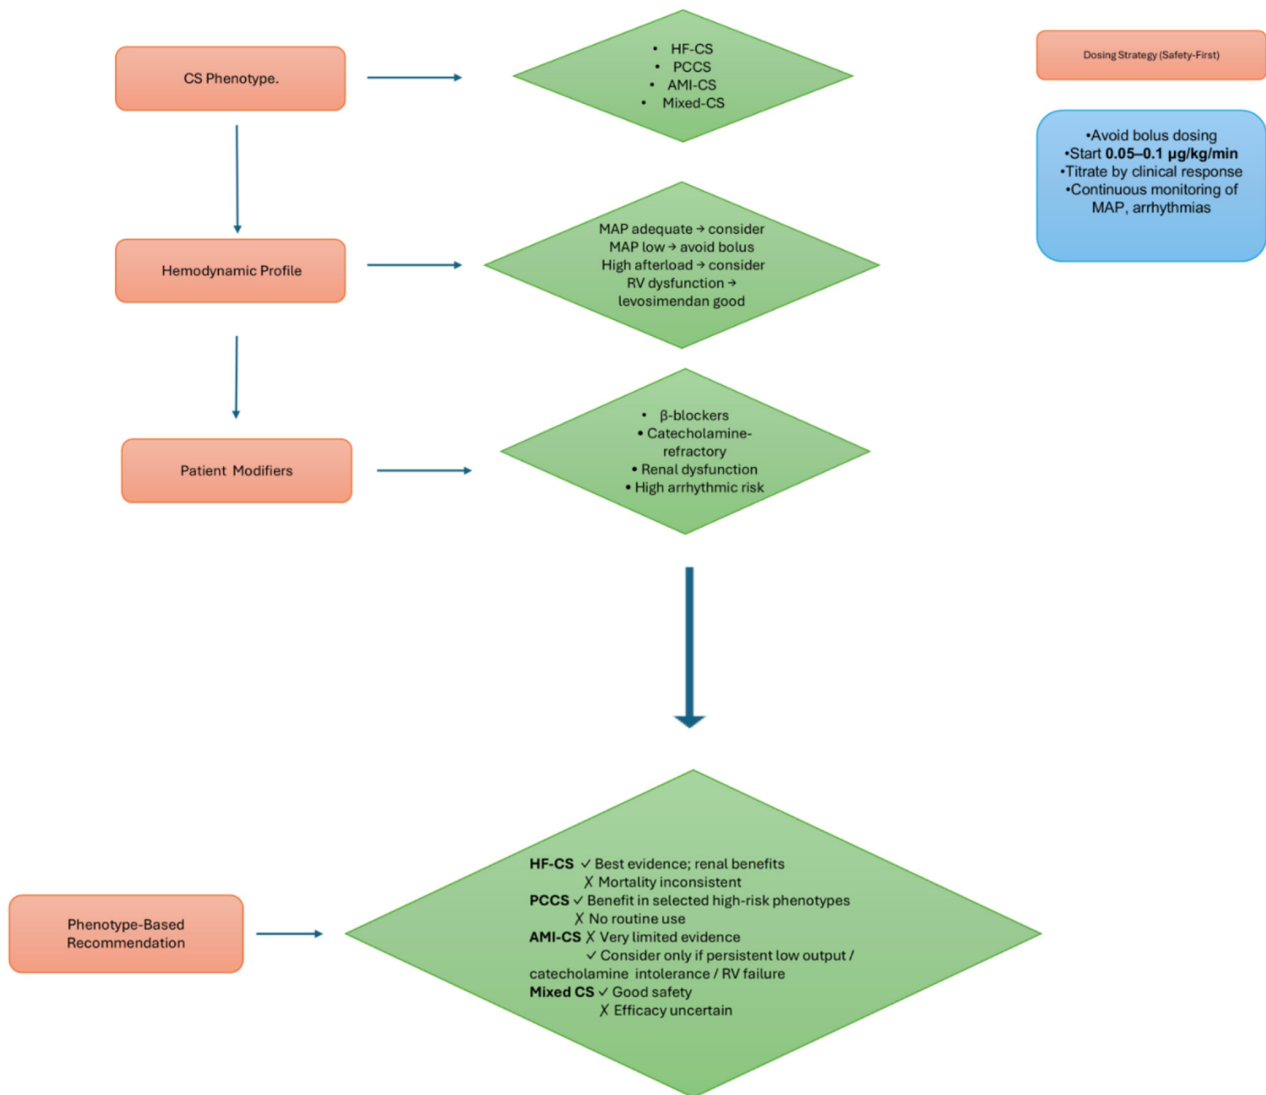 CS Phenotype.
• HF-CS
• PCCS
• AMI-CS
• Mixed-CS
Dosing Strategy (Safety-First)
•Avoid bolus dosing
•Start 0.05–0.1 µg/kg/min
•Titrate by clinical response
•Continuous monitoring of
MAP, arrhythmias
Hemodynamic Profile
MAP adequate → consider
MAP low → avoid bolus
High afterload → consider
RV dysfunction →
levosimendan good
Patient Modifiers
• β-blockers
• Catecholamine-
refractory
• Renal dysfunction
• High arrhythmic risk
Phenotype-Based
Recommendation
HF-CS ✓ Best evidence; renal benefits
✗ Mortality inconsistent
PCCS ✓ Benefit in selected high-risk phenotypes
✗ No routine use
AMI-CS ✗ Very limited evidence
✓ Consider only if persistent low output /
catecholamine intolerance / RV failure
Mixed CS ✓ Good safety
✗ Efficacy uncertain